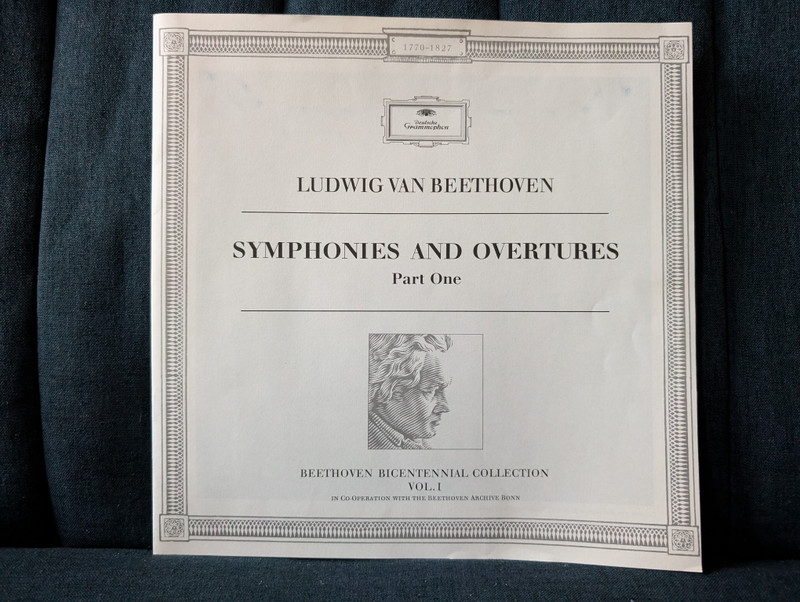 1770-1827
Deutsche
Grammophon
LUDWIG VAN BEETHOVEN
SYMPHONIES AND OVERTURES
Part One
BEETHOVEN BICENTENNIAL COLLECTION
VOL. I
IN CO-OPERATION WITH THE BEETHOVEN ARCHIVE BONN